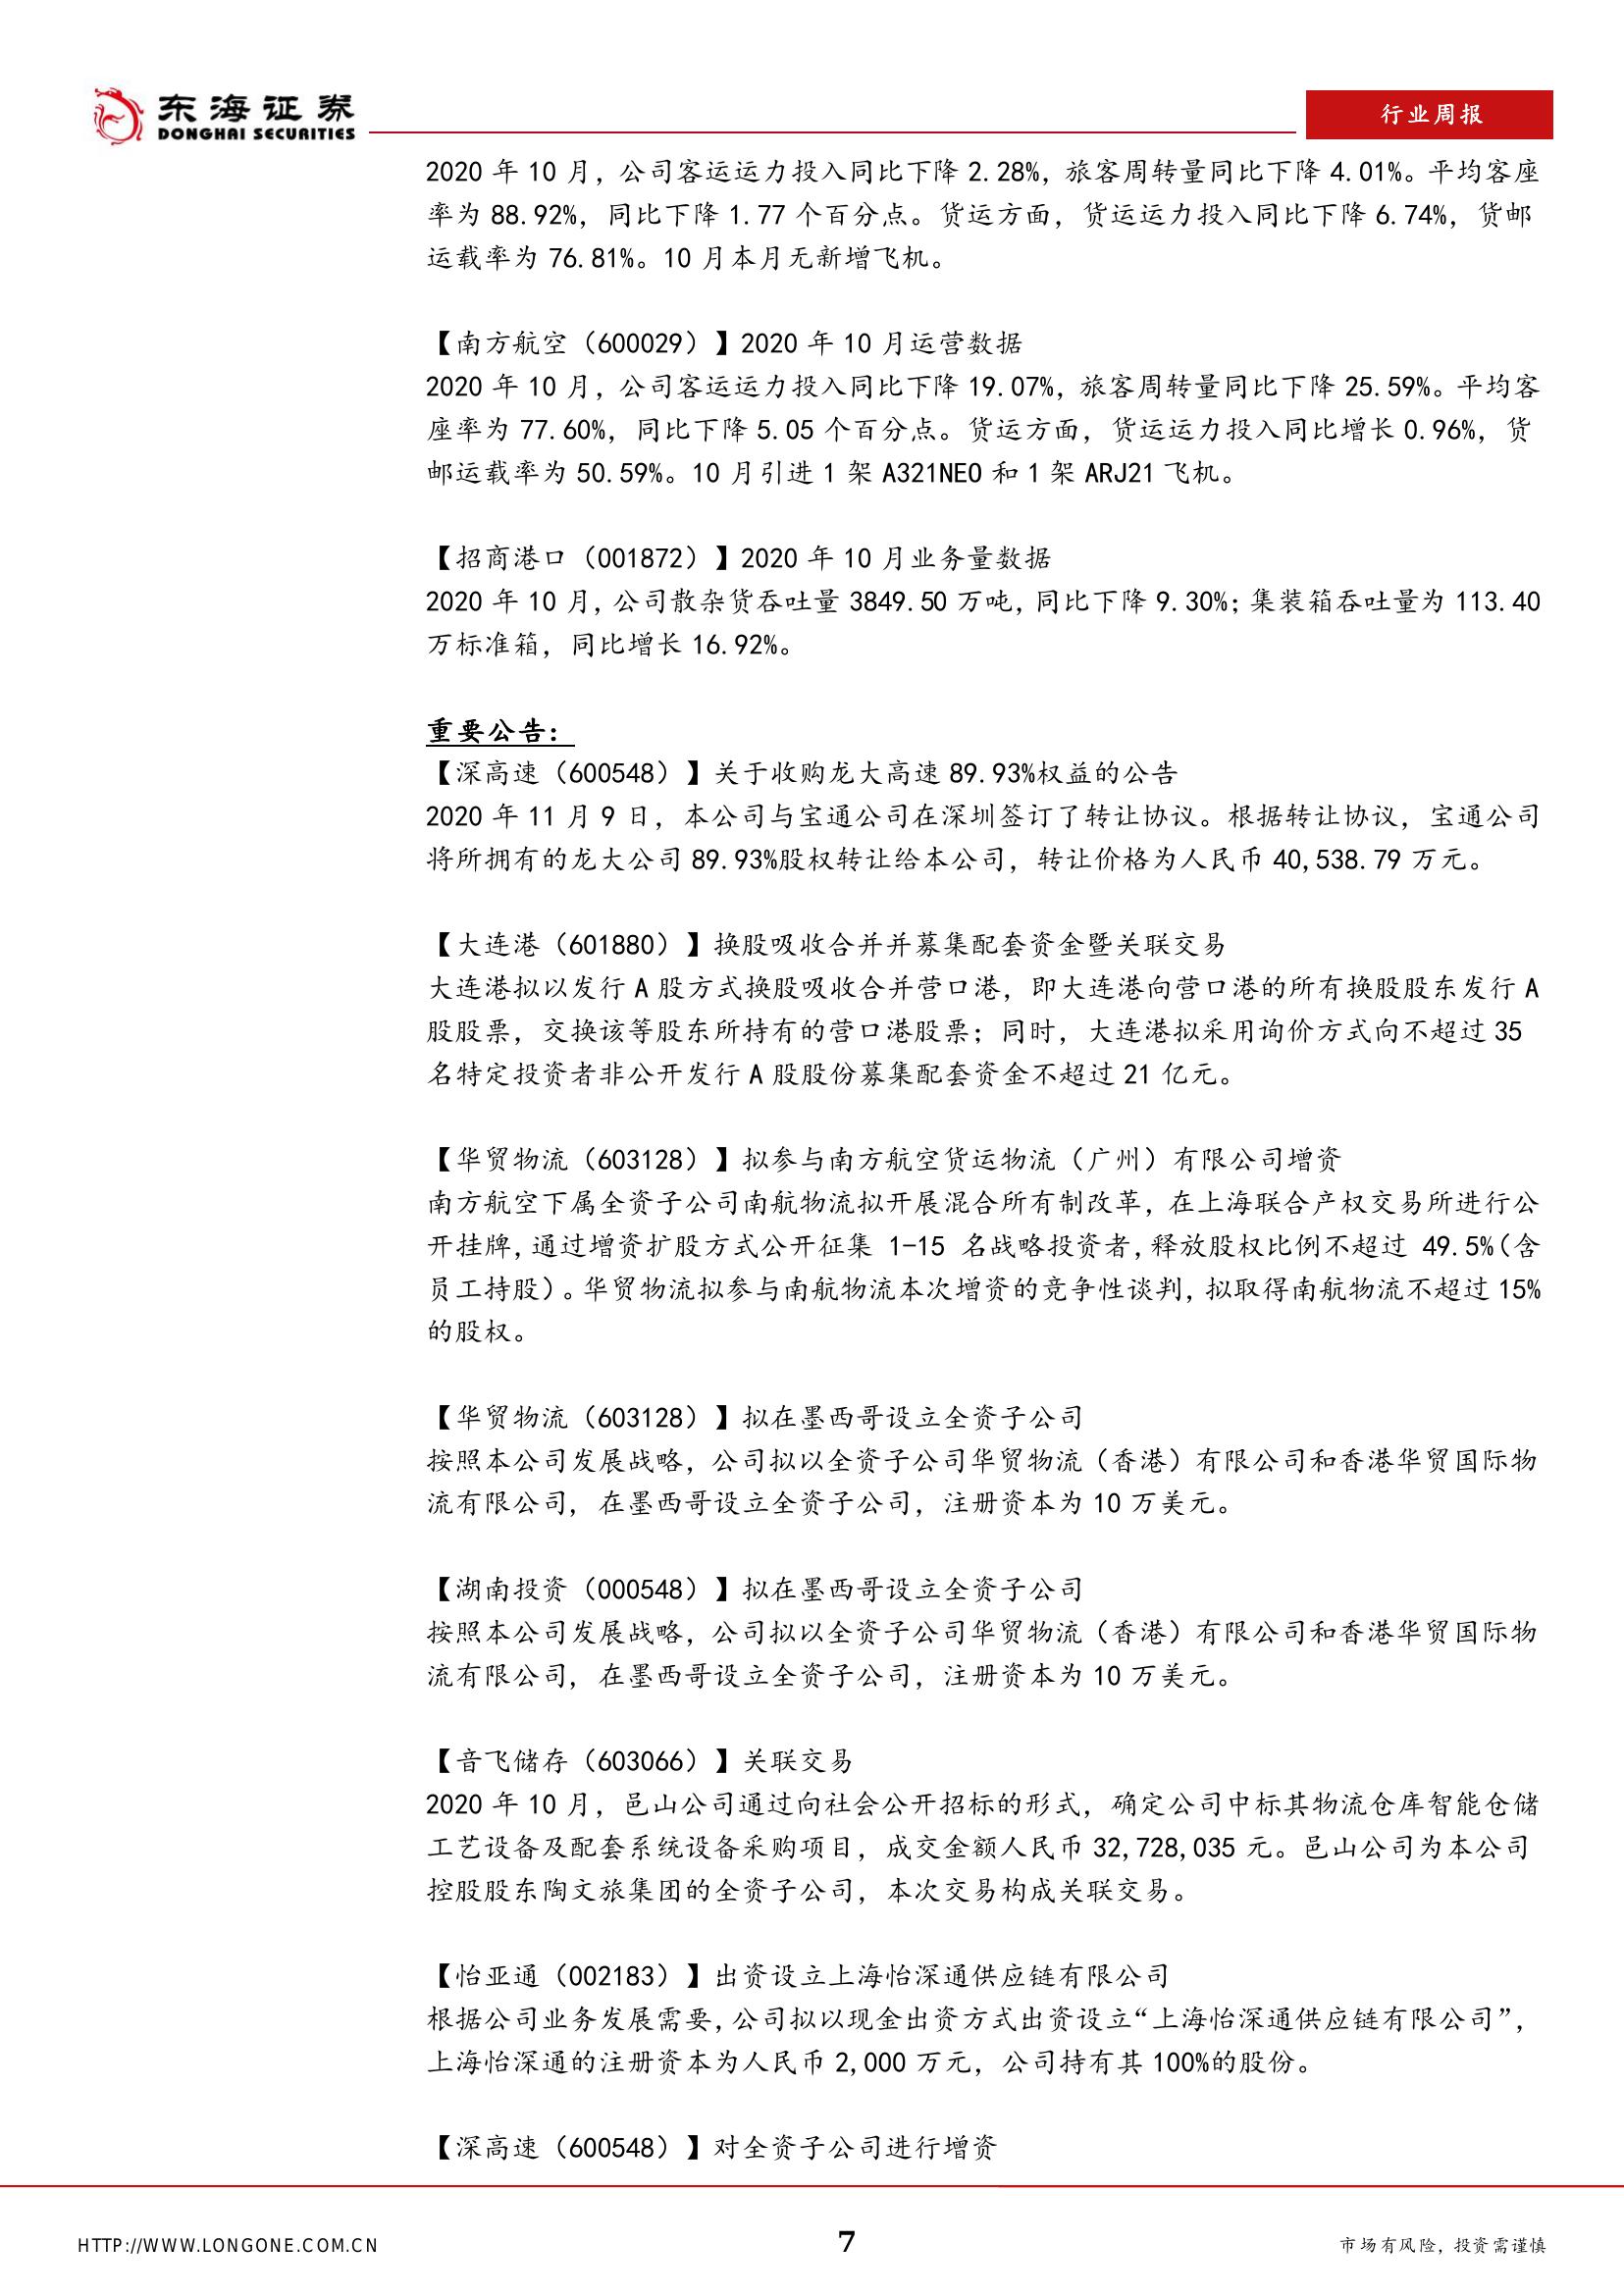 东海证券
DONGHAI SECURITIES
行业周报
2020 年 10 月，公司客运运力投入同比下降 2.28%，旅客周转量同比下降 4.01%。平均客座
率为 88.92%，同比下降 1.77 个百分点。货运方面，货运运力投入同比下降 6.74%，货邮
运载率为 76.81%。10 月本月无新增飞机。
【南方航空（600029）】2020 年 10 月运营数据
2020 年 10 月，公司客运运力投入同比下降 19.07%，旅客周转量同比下降 25.59%。平均客
座率为 77.60%，同比下降 5.05 个百分点。货运方面，货运运力投入同比增长 0.96%，货
邮运载率为 50.59%。10 月引进 1 架 A321NEO 和 1 架 ARJ21 飞机。
【招商港口（001872）】2020 年 10 月业务量数据
2020 年 10 月，公司散杂货吞吐量 3849.50 万吨，同比下降 9.30%；集装箱吞吐量为 113.40
万标准箱，同比增长 16.92%。
重要公告：
【深高速（600548）】关于收购龙大高速 89.93%权益的公告
2020 年 11 月 9 日，本公司与宝通公司在深圳签订了转让协议。根据转让协议，宝通公司
将所拥有的龙大公司 89.93%股权转让给本公司，转让价格为人民币 40,538.79 万元。
【大连港（601880）】换股吸收合并并募集配套资金暨关联交易
大连港拟以发行 A 股方式换股吸收合并营口港，即大连港向营口港的所有换股股东发行 A
股股票，交换该等股东所持有的营口港股票；同时，大连港拟采用询价方式向不超过 35
名特定投资者非公开发行 A 股股份募集配套资金不超过 21 亿元。
【华贸物流（603128）】拟参与南方航空货运物流（广州）有限公司增资
南方航空下属全资子公司南航物流拟开展混合所有制改革，在上海联合产权交易所进行公
开挂牌，通过增资扩股方式公开征集 1-15 名战略投资者，释放股权比例不超过 49.5%（含
员工持股）。华贸物流拟参与南航物流本次增资的竞争性谈判，拟取得南航物流不超过 15%
的股权。
【华贸物流（603128）】拟在墨西哥设立全资子公司
按照本公司发展战略，公司拟以全资子公司华贸物流（香港）有限公司和香港华贸国际物
流有限公司，在墨西哥设立全资子公司，注册资本为 10 万美元。
【湖南投资（000548）】拟在墨西哥设立全资子公司
按照本公司发展战略，公司拟以全资子公司华贸物流（香港）有限公司和香港华贸国际物
流有限公司，在墨西哥设立全资子公司，注册资本为 10 万美元。
【音飞储存（603066）】关联交易
2020 年 10 月，邑山公司通过向社会公开招标的形式，确定公司中标其物流仓库智能仓储
工艺设备及配套系统设备采购项目，成交金额人民币 32,728,035 元。邑山公司为本公司
控股股东陶文旅集团的全资子公司，本次交易构成关联交易。
【怡亚通（002183）】出资设立上海怡深通供应链有限公司
根据公司业务发展需要，公司拟以现金出资方式出资设立“上海怡深通供应链有限公司”，
上海怡深通的注册资本为人民币 2,000 万元，公司持有其 100%的股份。
【深高速（600548）】对全资子公司进行增资
HTTP://WWW.LONGONE.COM.CN
7
市场有风险，投资需谨慎